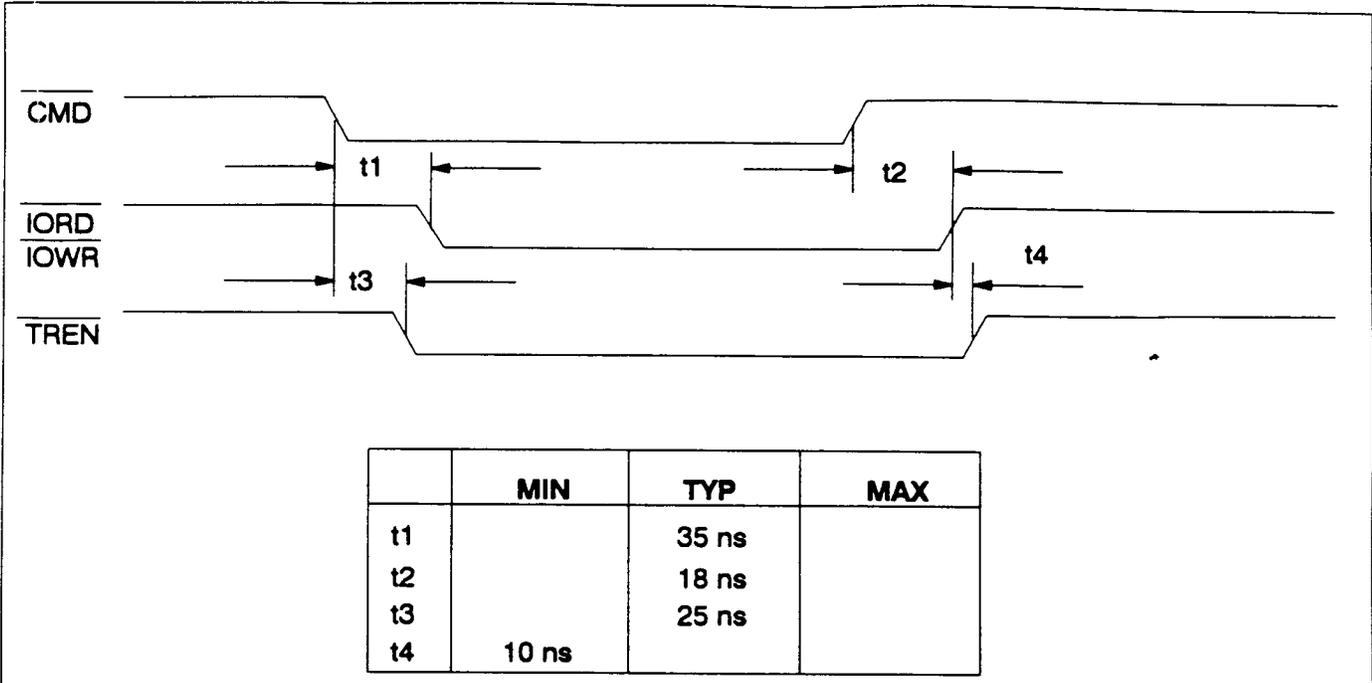 CMD
t1
t2
IORD
IOWR
t4
t3
TREN
MIN TYP MAX
t1 35 ns
t2 18 ns
t3 25 ns
t4 10 ns